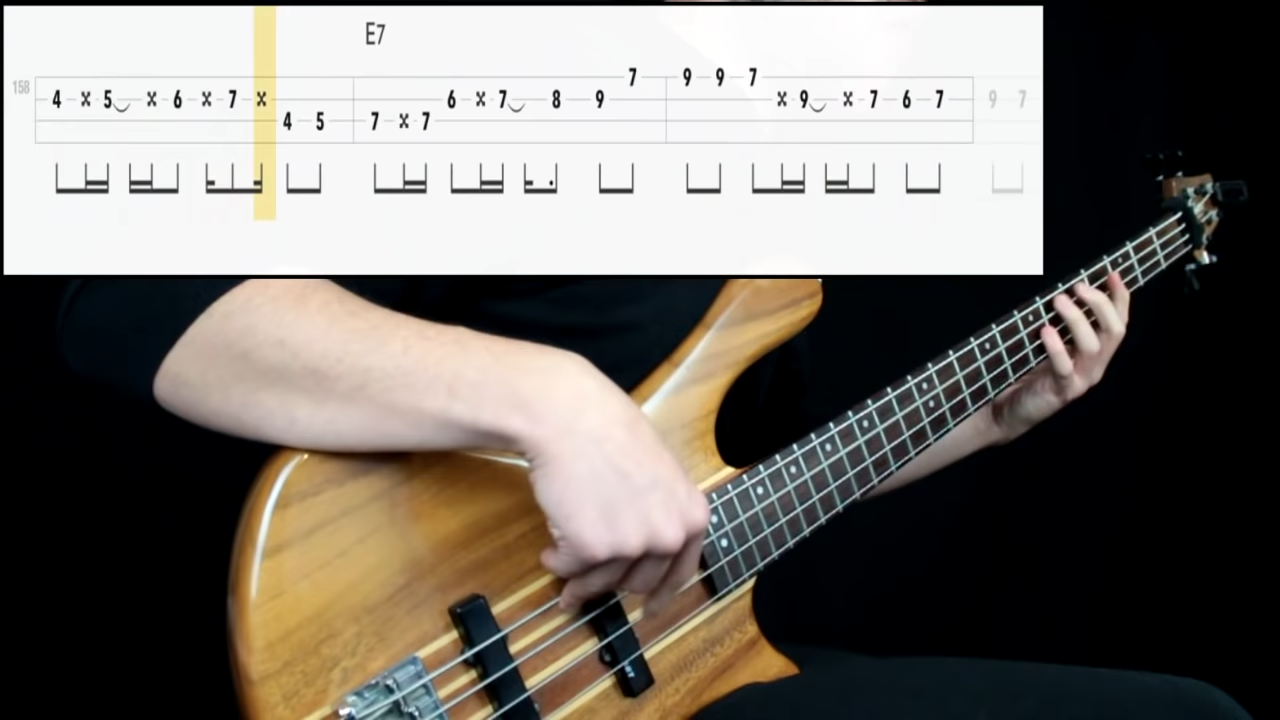 E7
158
7 9 9 7
4 x 5 x 6 x 7 x 6 x 7 8 9 x 9 x 7 6 7 9 7
4 5 7 x 7